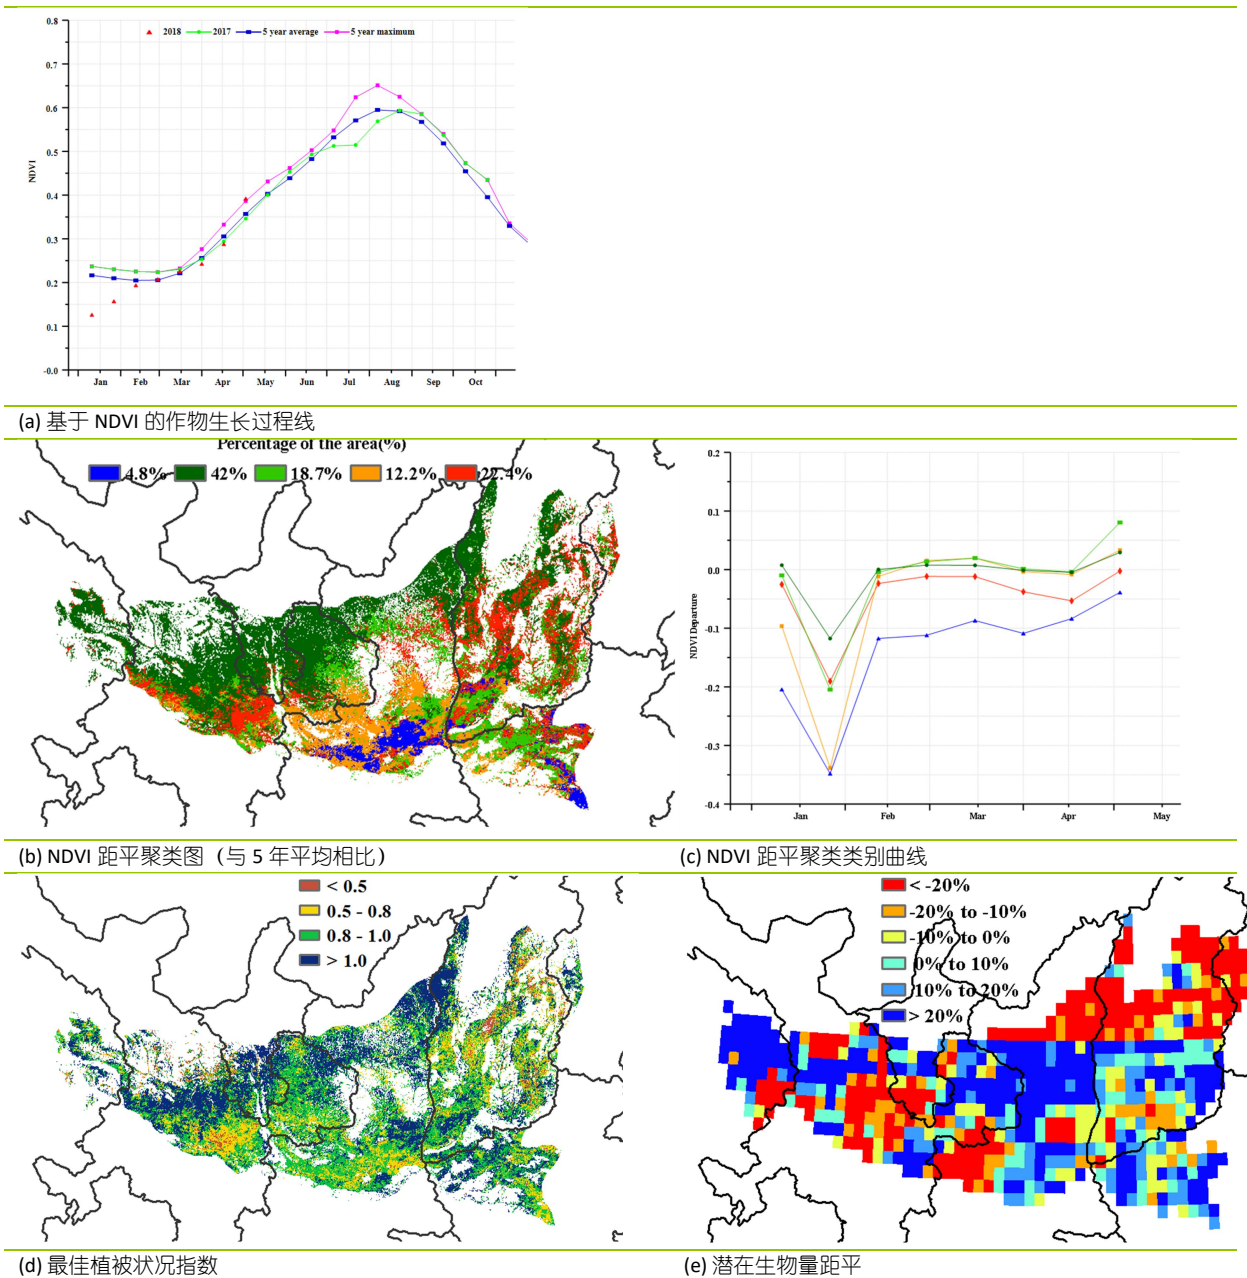 0.8
2018 2017 5 year average 5 year maximum
0.7
0.6
0.5
NDVI
0.4
0.3
0.2
0.1
-0.0
Jan Feb Mar Apr May Jun Jul Aug Sep Oct
(a) 基于 NDVI 的作物生长过程线
Percentage of the area(%)
4.8% 42% 18.7% 12.2% 22.4%
0.2
0.1
0.0
-0.1
NDVI Departure
-0.2
-0.3
-0.4
Jan Feb Mar Apr May
(b) NDVI 距平聚类图（与 5 年平均相比）
(c) NDVI 距平聚类类别曲线
< 0.5
0.5 - 0.8
0.8 - 1.0
> 1.0
< -20%
-20% to -10%
-10% to 0%
0% to 10%
10% to 20%
> 20%
(d) 最佳植被状况指数
(e) 潜在生物量距平